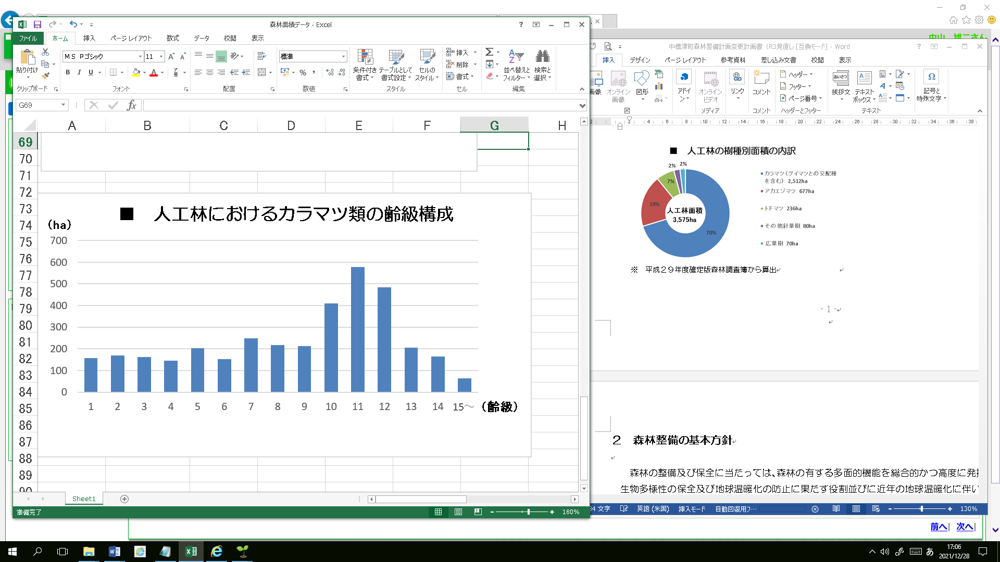 森林面積データ - Excel
ファイル ホーム 挿入 ページ レイアウト 数式 データ 校閲 表示
ＭＳ Ｐゴシック 11
標準
貼り付け
B I U
条件付き書式 テーブルとして書式設定 セルのスタイル
挿入
削除
書式
並べ替えとフィルター 検索と選択
クリップボード フォント 配置 数値 スタイル セル 編集
G69
A B C D E F G H
69
70
71
72
73
74
75
76
77
78
79
80
81
82
83
84
85
86
87
88
89
90
■　人工林におけるカラマツ類の齢級構成
（ha）
700
600
500
400
300
200
100
0
1 2 3 4 5 6 7 8 9 10 11 12 13 14 15～ （齢級）
Sheet1
準備完了
180%
中標津町森林整備計画変更計画書（R3見直し [互換モード] - Word
挿入 デザイン ページ レイアウト 参考資料 差し込み文書 校閲 表示
画像 オンライン画像 図形 アドイン オンラインビデオ リンク コメント
ヘッダー
フッター
ページ番号
あいさつ
挨拶文 テキストボックス 記号と特殊文字
メディア コメント ヘッダーとフッター テキスト
2 2 4 6 8 10 12 14 16 18 20 22 24 26 28 30 32 34 36 38
■　人工林の樹種別面積の内訳
2% 2%
7%
19%
70%
人工林面積
3,575ha
カラマツ（グイマツとの交配種を含む） 2,512ha
アカエゾマツ 677ha
トドマツ 236ha
その他針葉樹 80ha
広葉樹 70ha
※　平成２９年度確定版森林調査簿から算出
- 1 -
２　森林整備の基本方針
森林の整備及び保全に当たっては、森林の有する多面的機能を総合的かつ高度に発揮
生物多様性の保全及び地球温暖化の防止に果たす役割並びに近年の地球温暖化に伴い
文字 英語 (米国) 挿入モード 自動回復用フ…
130%
前へ| 次へ|
あ
17:06
2021/12/28